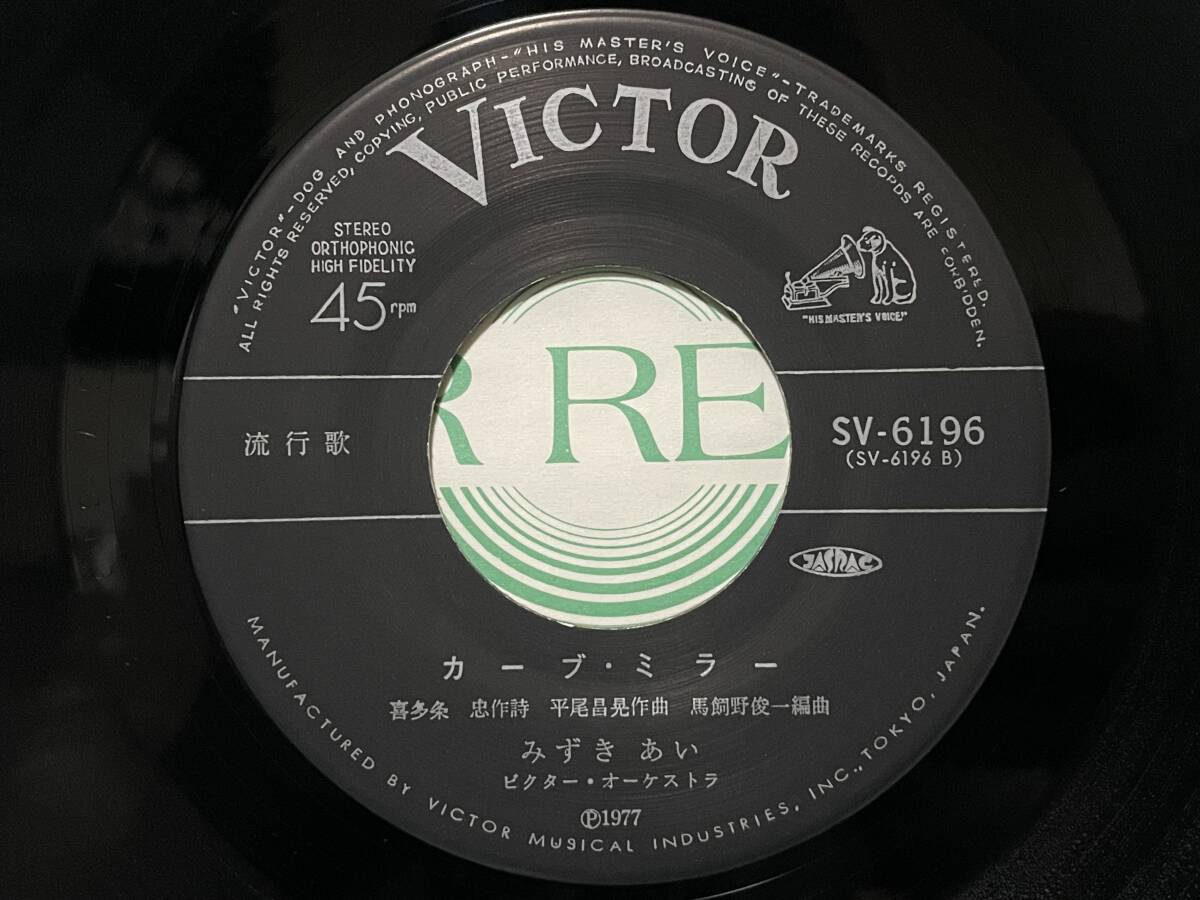 "VICTOR"-DOG AND PHONOGRAPH-"HIS MASTER'S VOICE"-TRADEMARKS REGISTERED.
ALL RIGHTS RESERVED, COPYING, PUBLIC PERFORMANCE, BROADCASTING OF THESE RECORDS ARE FORBIDDEN.
VICTOR
STEREO
ORTHOPHONIC
HIGH FIDELITY
45 rpm
"HIS MASTER'S VOICE"
R RE
流行歌
SV-6196
(SV-6196 B)
JASRAC
カーブ・ミラー
喜多条 忠作詩 平尾昌晃作曲 馬飼野俊一編曲
みずき あい
ビクター・オーケストラ
Ⓟ1977
MANUFACTURED BY VICTOR MUSICAL INDUSTRIES, INC., TOKYO, JAPAN.